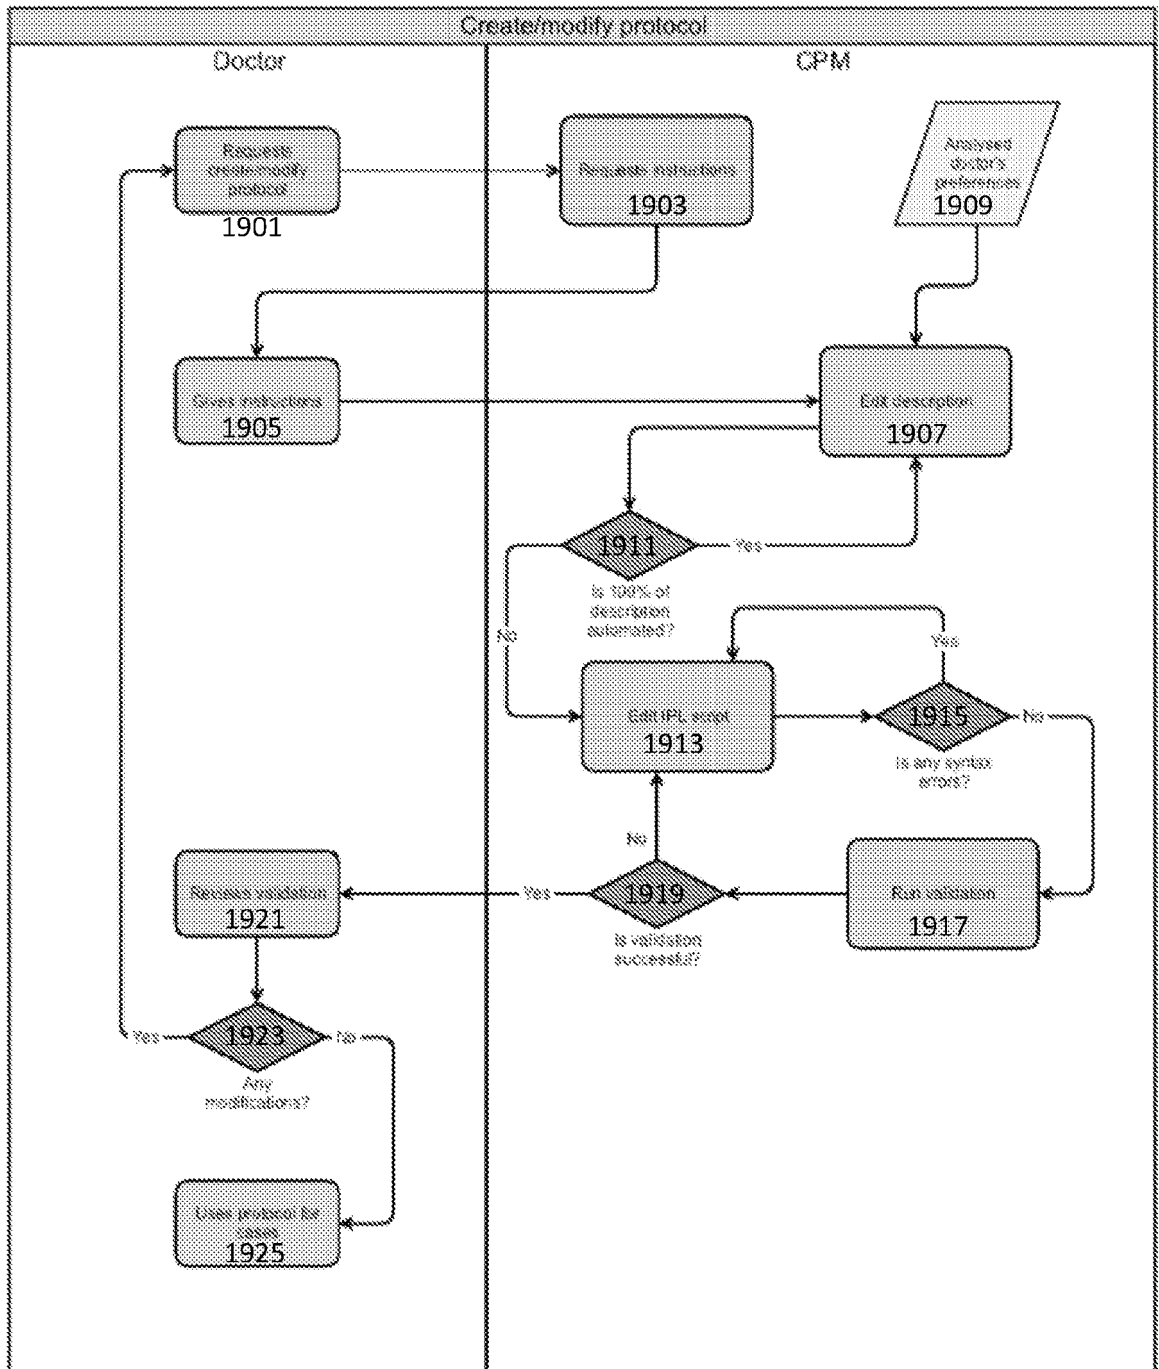 Create/modify protocol
Doctor
CPM
Requests
create/modify
protocol
1901
Requests instructions
1903
Analysed
doctor's
preferences
1909
Gives instructions
1905
Edit description
1907
1911
Yes
Is 100% of
description
automated?
No
Yes
Edit IPL script
1913
1915
No
Is any syntax
errors?
No
Reviews validation
1921
Yes
1919
Run validation
1917
Is validation
successful?
Yes
1923
No
Any
modifications?
Uses protocol for
cases
1925